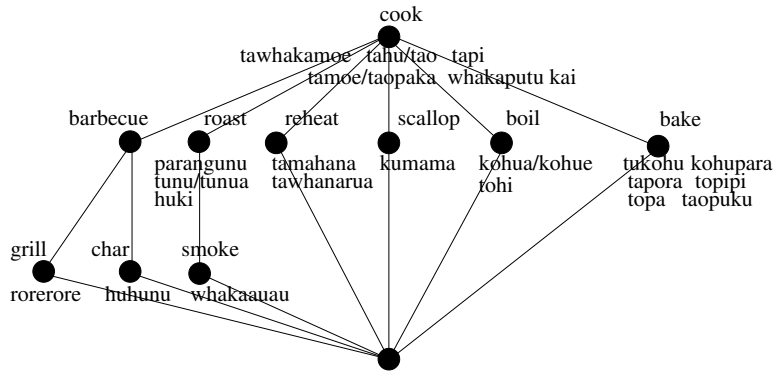 cook
tawhakamoe tahu/tao tapi
tamoe/taopaka whakaputu kai
barbecue roast reheat scallop boil bake
parangunu tamahana kumama kohua/kohue tukohu kohupara
tunu/tunua tawhanarua tohi tapora topipi
huki topa taopuku
grill char smoke
rorerore huhunu whakaauau